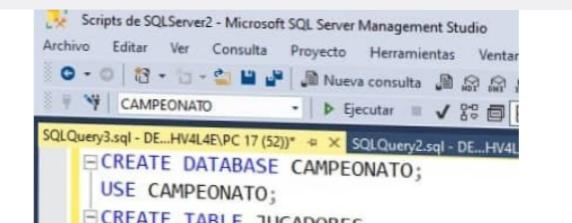 Scripts de SQLServer2 - Microsoft SQL Server Management Studio
Archivo Editar Ver Consulta Proyecto Herramientas Ventar
Nueva consulta
CAMPEONATO Ejecutar
SQLQuery3.sql - DE...HV4L4E\PC 17 (52))* SQLQuery2.sql - DE...HV4L
CREATE DATABASE CAMPEONATO;
USE CAMPEONATO;
CREATE TABLE JUGADORES